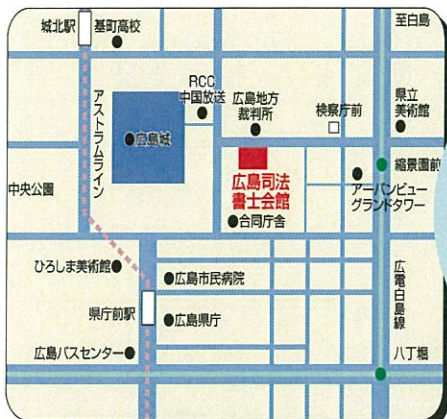 城北駅
基町高校
至白島
アストラムライン
RCC
中国放送
広島地方
裁判所
検察庁前
県立
美術館
広島城
縮景園前
広島司法
書士会館
アーバンビュー
グランドタワー
中央公園
合同庁舎
ひろしま美術館
広島市民病院
広電白島線
県庁前駅
広島県庁
広島バスセンター
八丁堀